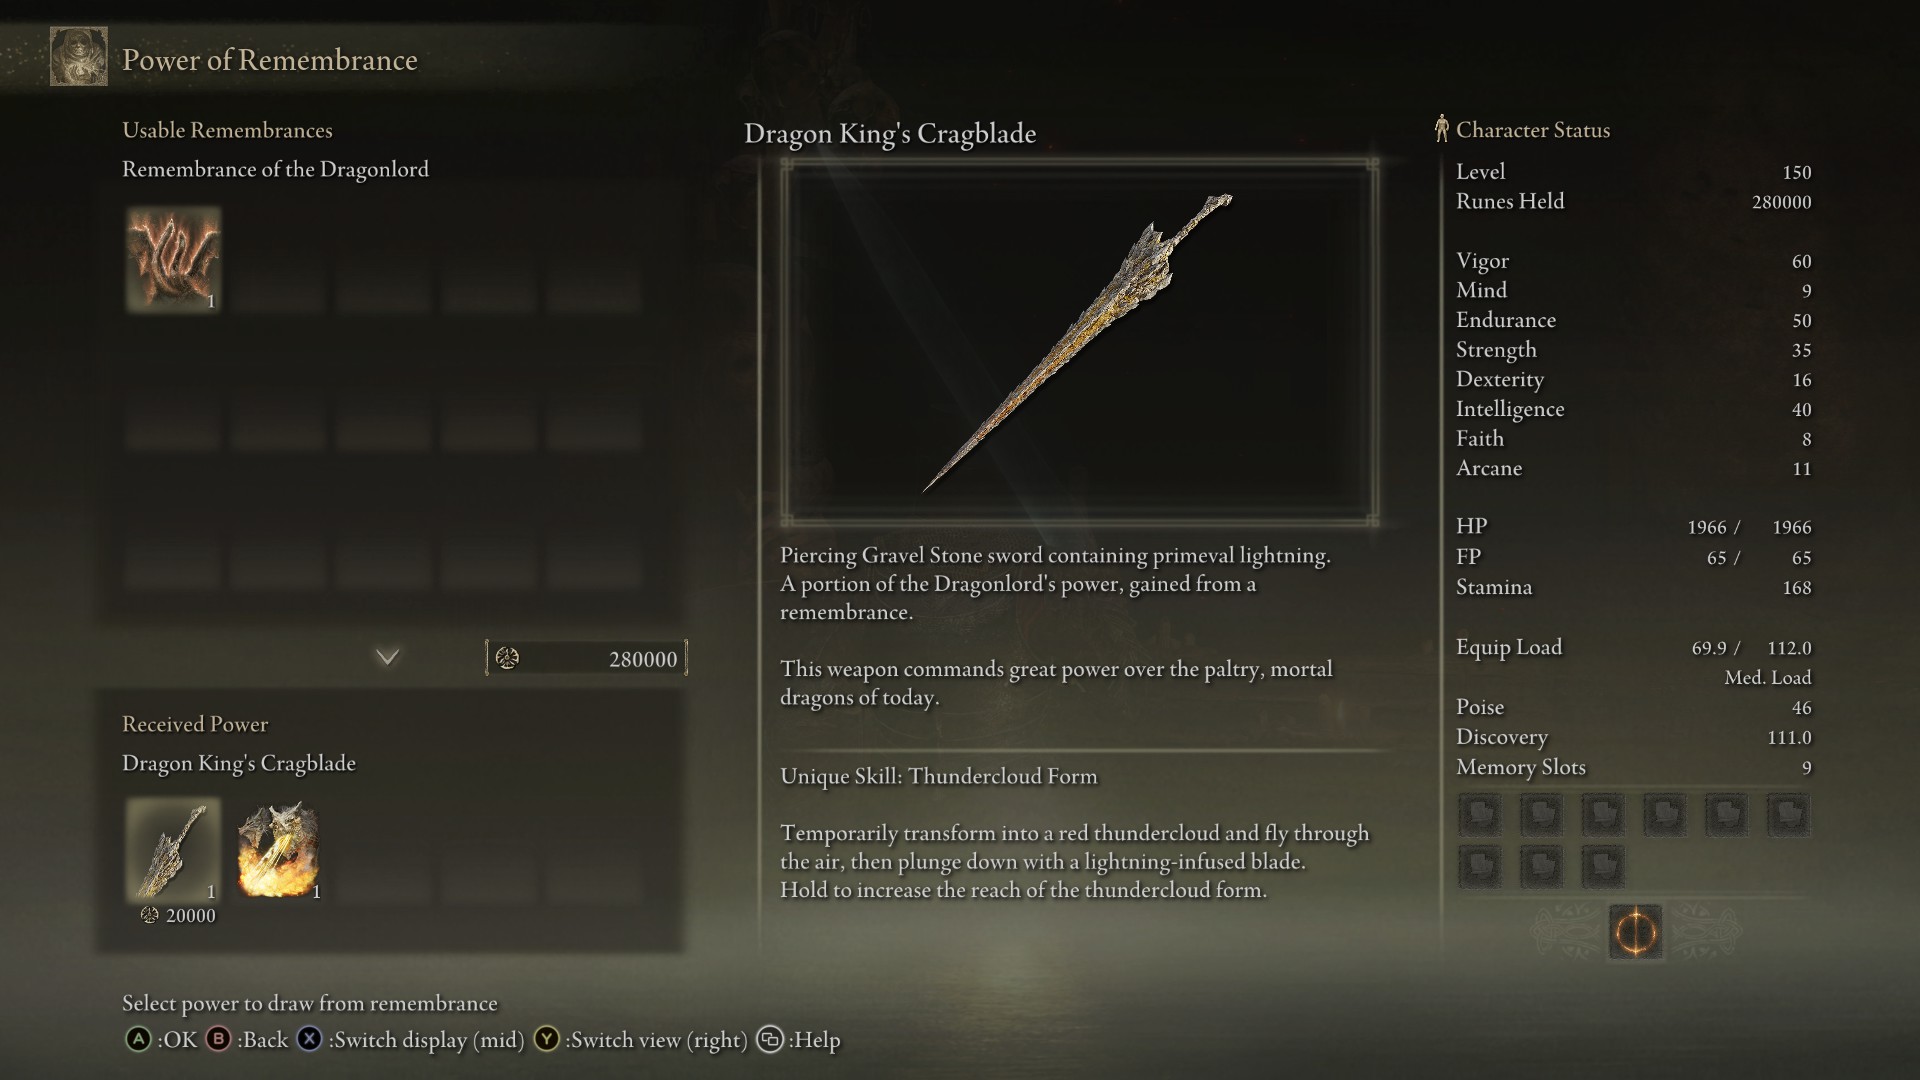 Power of Remembrance
Usable Remembrances
Remembrance of the Dragonlord
1
280000
Received Power
Dragon King's Cragblade
1
1
20000
Dragon King's Cragblade
Piercing Gravel Stone sword containing primeval lightning.
A portion of the Dragonlord's power, gained from a
remembrance.
This weapon commands great power over the paltry, mortal
dragons of today.
Unique Skill: Thundercloud Form
Temporarily transform into a red thundercloud and fly through
the air, then plunge down with a lightning-infused blade.
Hold to increase the reach of the thundercloud form.
Character Status
Level 150
Runes Held 280000
Vigor 60
Mind 9
Endurance 50
Strength 35
Dexterity 16
Intelligence 40
Faith 8
Arcane 11
HP 1966 / 1966
FP 65 / 65
Stamina 168
Equip Load 69.9 / 112.0
Med. Load
Poise 46
Discovery 111.0
Memory Slots 9
Select power to draw from remembrance
A :OK B :Back X :Switch display (mid) Y :Switch view (right) :Help